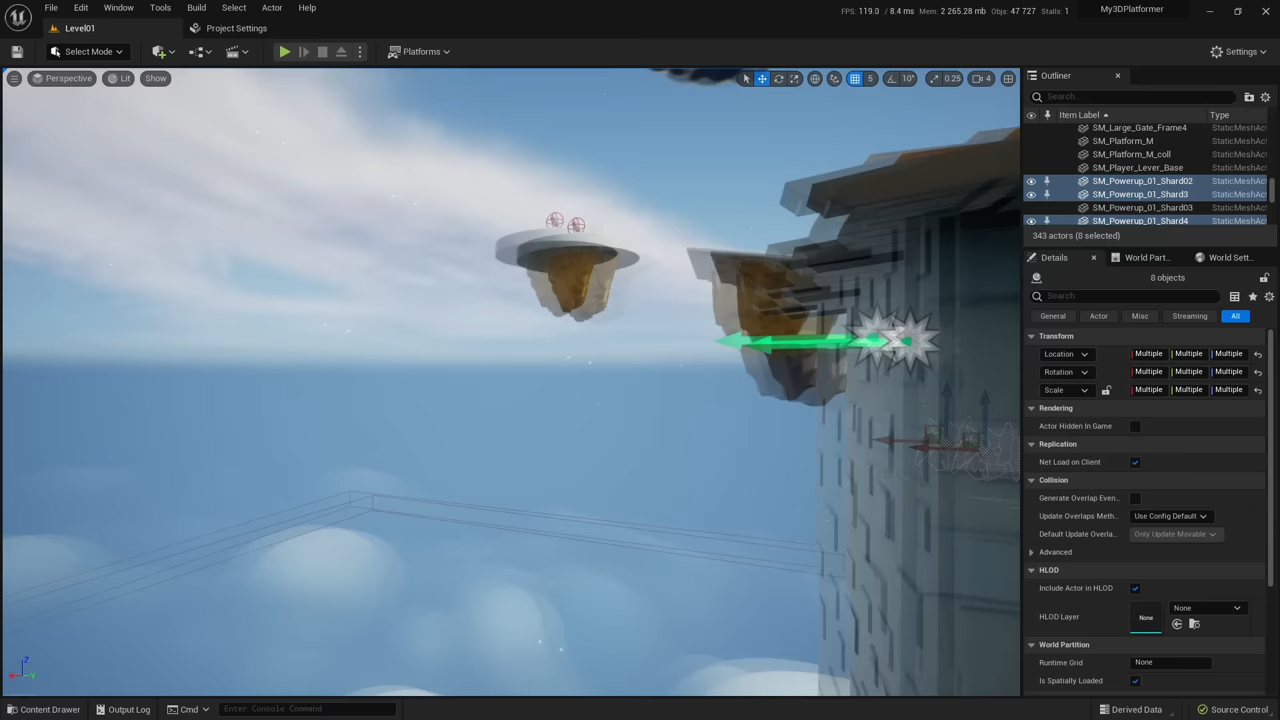 File Edit Window Tools Build Select Actor Help
FPS: 119.0 / 8.4 ms Mem: 2 265.28 mb Objs: 47 727 Stalls: 1
My3DPlatformer
Level01
Project Settings
Select Mode
Platforms
Settings
Perspective
Lit
Show
5
10°
0.25
4
Outliner
Search...
Item Label
Type
SM_Large_Gate_Frame4 StaticMeshAct
SM_Platform_M StaticMeshAct
SM_Platform_M_coll StaticMeshAct
SM_Player_Lever_Base StaticMeshAct
SM_Powerup_01_Shard02 StaticMeshAct
SM_Powerup_01_Shard3 StaticMeshAct
SM_Powerup_01_Shard03 StaticMeshAct
SM_Powerup_01_Shard4 StaticMeshAct
343 actors (8 selected)
Details
World Part...
World Sett...
8 objects
Search
General Actor Misc Streaming All
Transform
Location Multiple Multiple Multiple
Rotation Multiple Multiple Multiple
Scale Multiple Multiple Multiple
Rendering
Actor Hidden In Game
Replication
Net Load on Client
Collision
Generate Overlap Even...
Update Overlaps Meth... Use Config Default
Default Update Overla... Only Update Movable
Advanced
HLOD
Include Actor in HLOD
HLOD Layer
None
None
World Partition
Runtime Grid None
Is Spatially Loaded
Z
X
Y
Content Drawer
Output Log
Cmd
Enter Console Command
Derived Data
Source Control